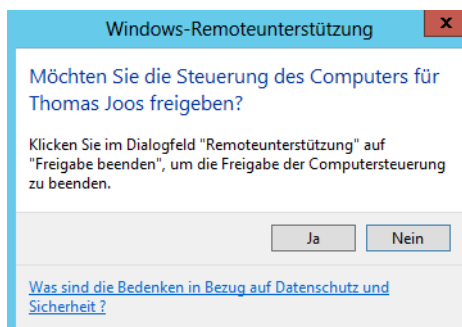 Windows-Remoteunterstützung
x
Möchten Sie die Steuerung des Computers für
Thomas Joos freigeben?
Klicken Sie im Dialogfeld "Remoteunterstützung" auf
"Freigabe beenden", um die Freigabe der Computersteuerung
zu beenden.
Ja
Nein
Was sind die Bedenken in Bezug auf Datenschutz und
Sicherheit ?